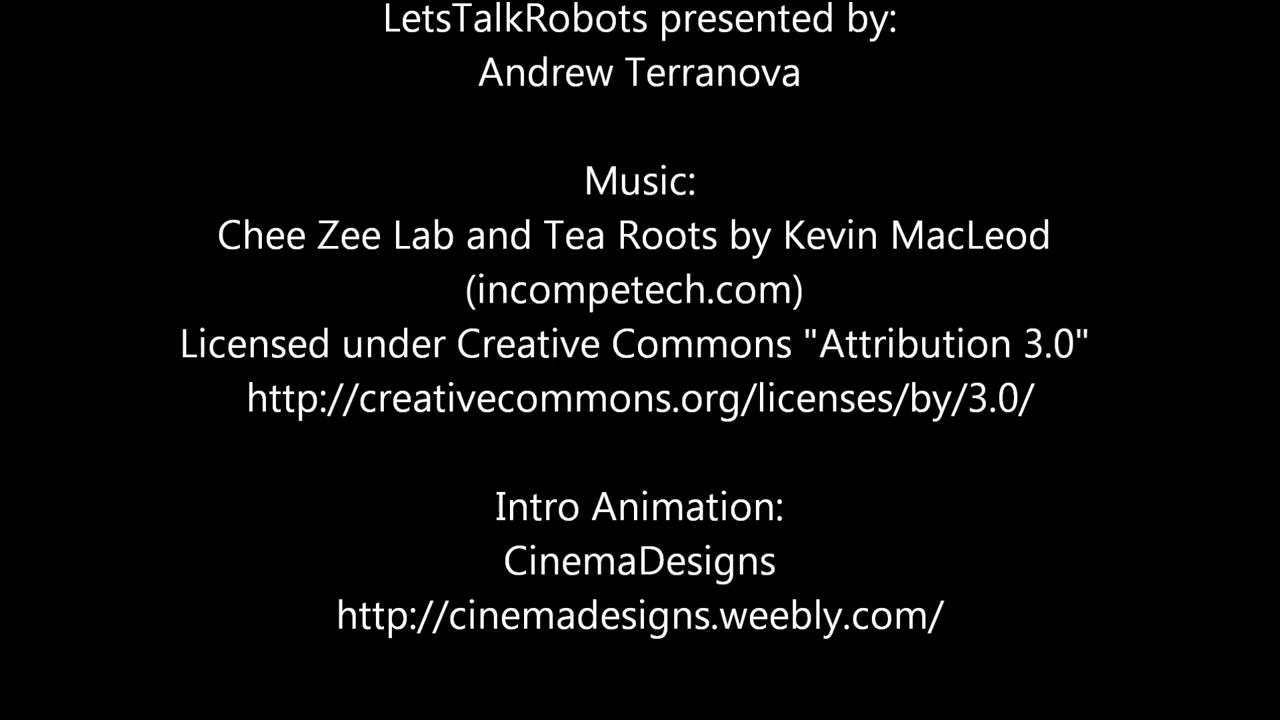 LetsTalkRobots presented by:
Andrew Terranova
Music:
Chee Zee Lab and Tea Roots by Kevin MacLeod
(incompetech.com)
Licensed under Creative Commons "Attribution 3.0"
http://creativecommons.org/licenses/by/3.0/
Intro Animation:
CinemaDesigns
http://cinemadesigns.weebly.com/